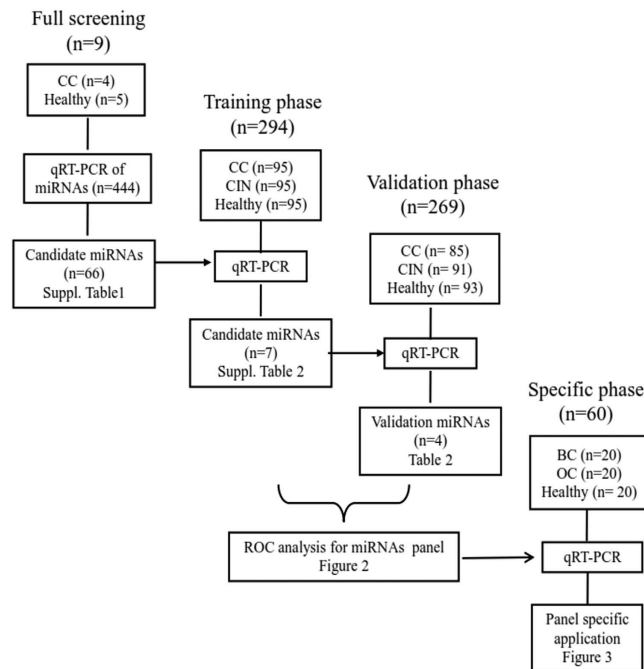 Full screening
(n=9)
CC (n=4)
Healthy (n=5)
qRT-PCR of
miRNAs (n=444)
Candidate miRNAs
(n=66)
Suppl. Table1
Training phase
(n=294)
CC (n=95)
CIN (n=95)
Healthy (n=95)
qRT-PCR
Candidate miRNAs
(n=7)
Suppl. Table 2
Validation phase
(n=269)
CC (n= 85)
CIN (n= 91)
Healthy (n= 93)
qRT-PCR
Validation miRNAs
(n=4)
Table 2
ROC analysis for miRNAs panel
Figure 2
Specific phase
(n=60)
BC (n=20)
OC (n=20)
Healthy (n= 20)
qRT-PCR
Panel specific
application
Figure 3